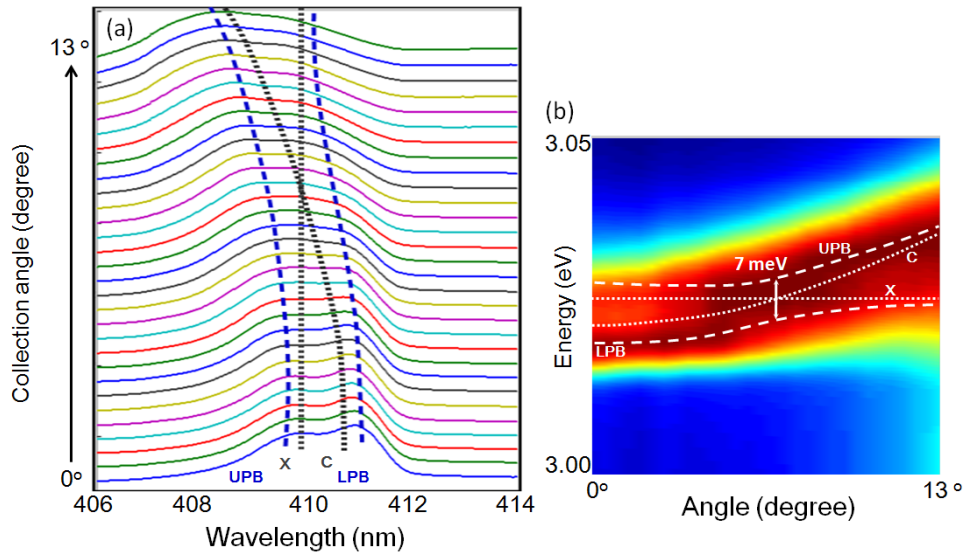 (a)
13 °
0°
Collection angle (degree)
UPB
X
C
LPB
406
408
410
412
414
Wavelength (nm)
(b)
3.05
3.00
Energy (eV)
7 meV
UPB
C
X
LPB
0°
13 °
Angle (degree)